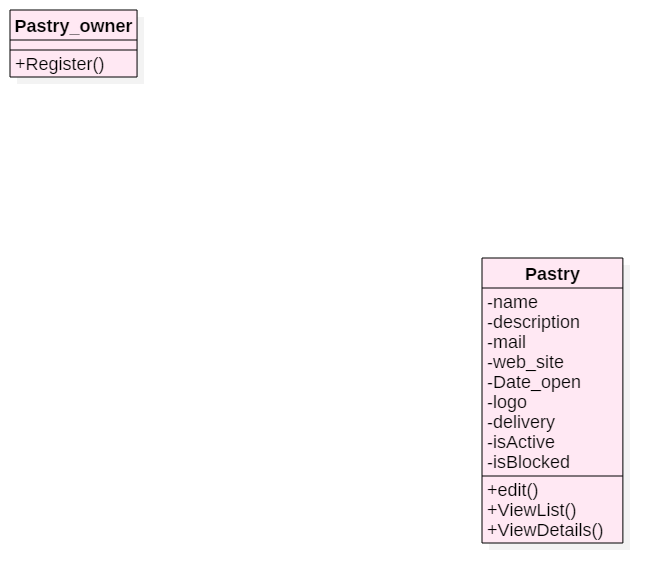 Pastry_owner
+Register()
Pastry
-name
-description
-mail
-web_site
-Date_open
-logo
-delivery
-isActive
-isBlocked
+edit()
+ViewList()
+ViewDetails()